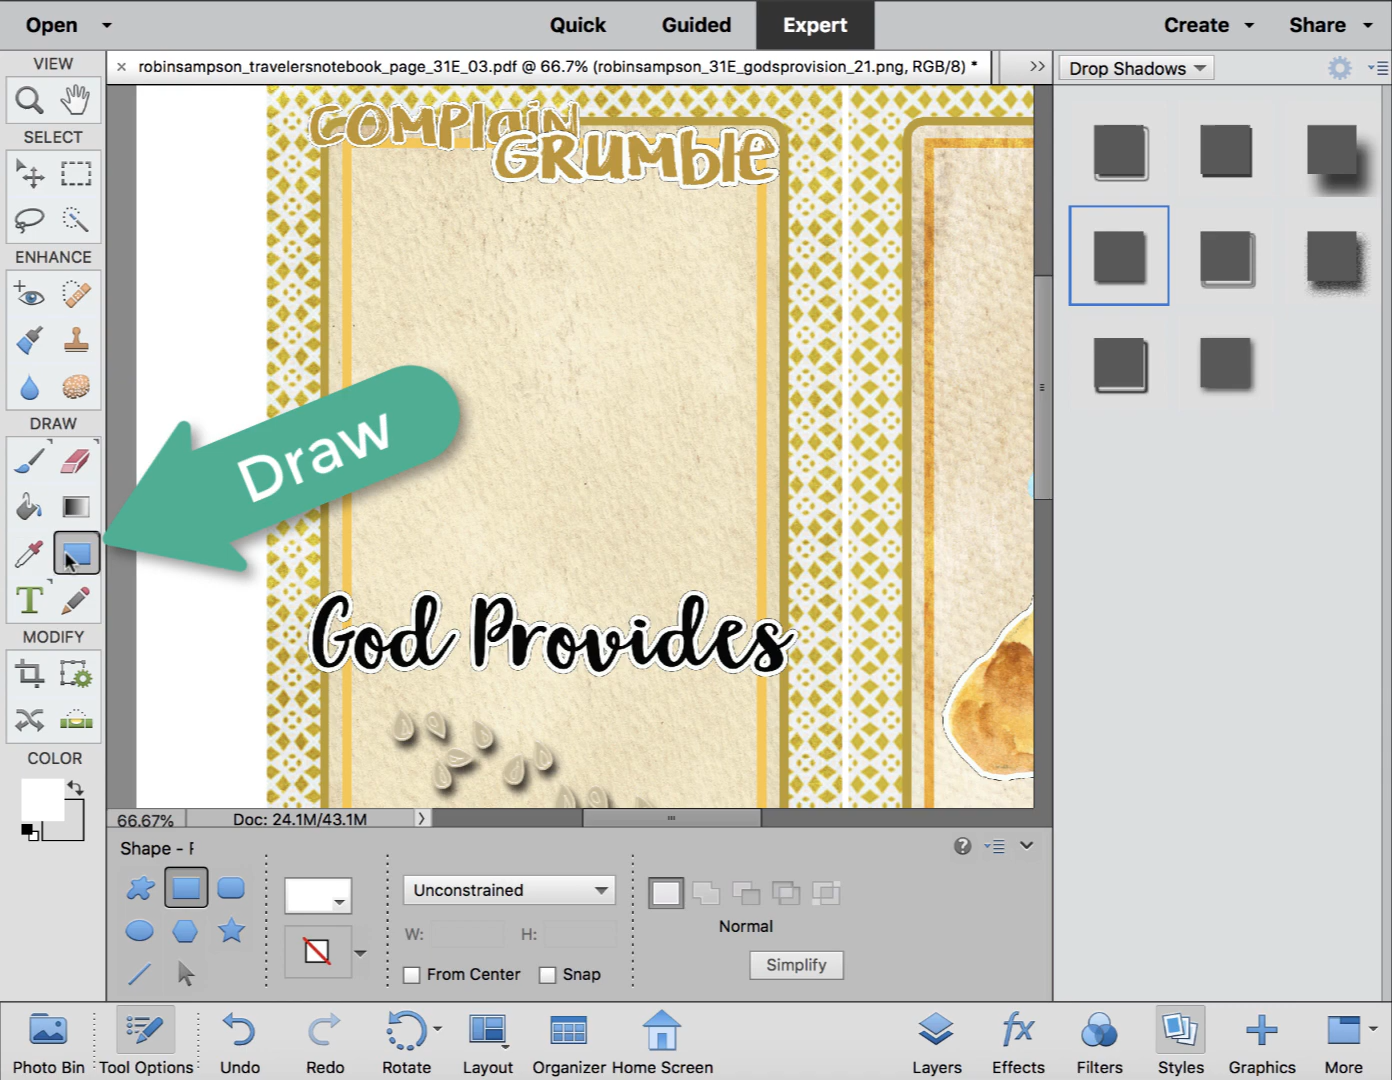 Open
Quick
Guided
Expert
Create
Share
VIEW
× robinsampson_travelersnotebook_page_31E_03.pdf @ 66.7% (robinsampson_31E_godsprovision_21.png, RGB/8) *
>>
Drop Shadows
SELECT
ENHANCE
DRAW
MODIFY
COLOR
COMPlaiN
GRUMblE
Draw
God Provides
T
66.67%
Doc: 24.1M/43.1M
Shape -
Unconstrained
W:
H:
From Center
Snap
Normal
Simplify
Photo Bin
Tool Options
Undo
Redo
Rotate
Layout
Organizer
Home Screen
Layers
fx
Effects
Filters
Styles
Graphics
More